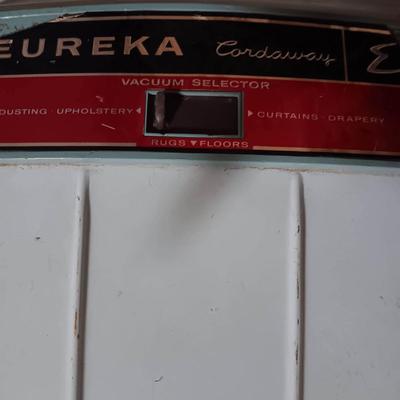 EUREKA Cordaway E
VACUUM SELECTOR
DUSTING · UPHOLSTERY ◀ ▶ CURTAINS · DRAPERY
RUGS ▼ FLOORS